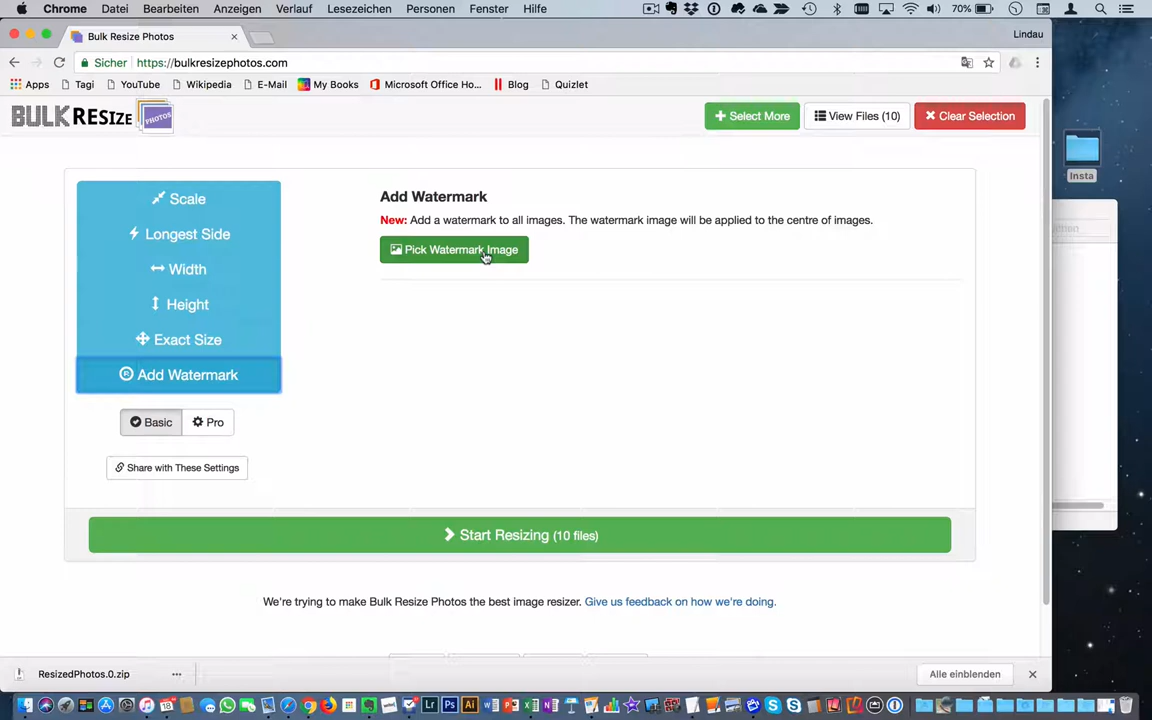 Chrome Datei Bearbeiten Anzeigen Verlauf Lesezeichen Personen Fenster Hilfe 70%
Bulk Resize Photos Lindau
Sicher https://bulkresizephotos.com
Apps Tagi YouTube Wikipedia E-Mail My Books Microsoft Office Ho... Blog Quizlet
BULK RESIZE PHOTOS Select More View Files (10) Clear Selection
Insta
Scale
Longest Side
Width
Height
Exact Size
Add Watermark
Basic Pro
Share with These Settings
Add Watermark
New: Add a watermark to all images. The watermark image will be applied to the centre of images.
Pick Watermark Image
Start Resizing (10 files)
We're trying to make Bulk Resize Photos the best image resizer. Give us feedback on how we're doing.
ResizedPhotos.0.zip ... Alle einblenden